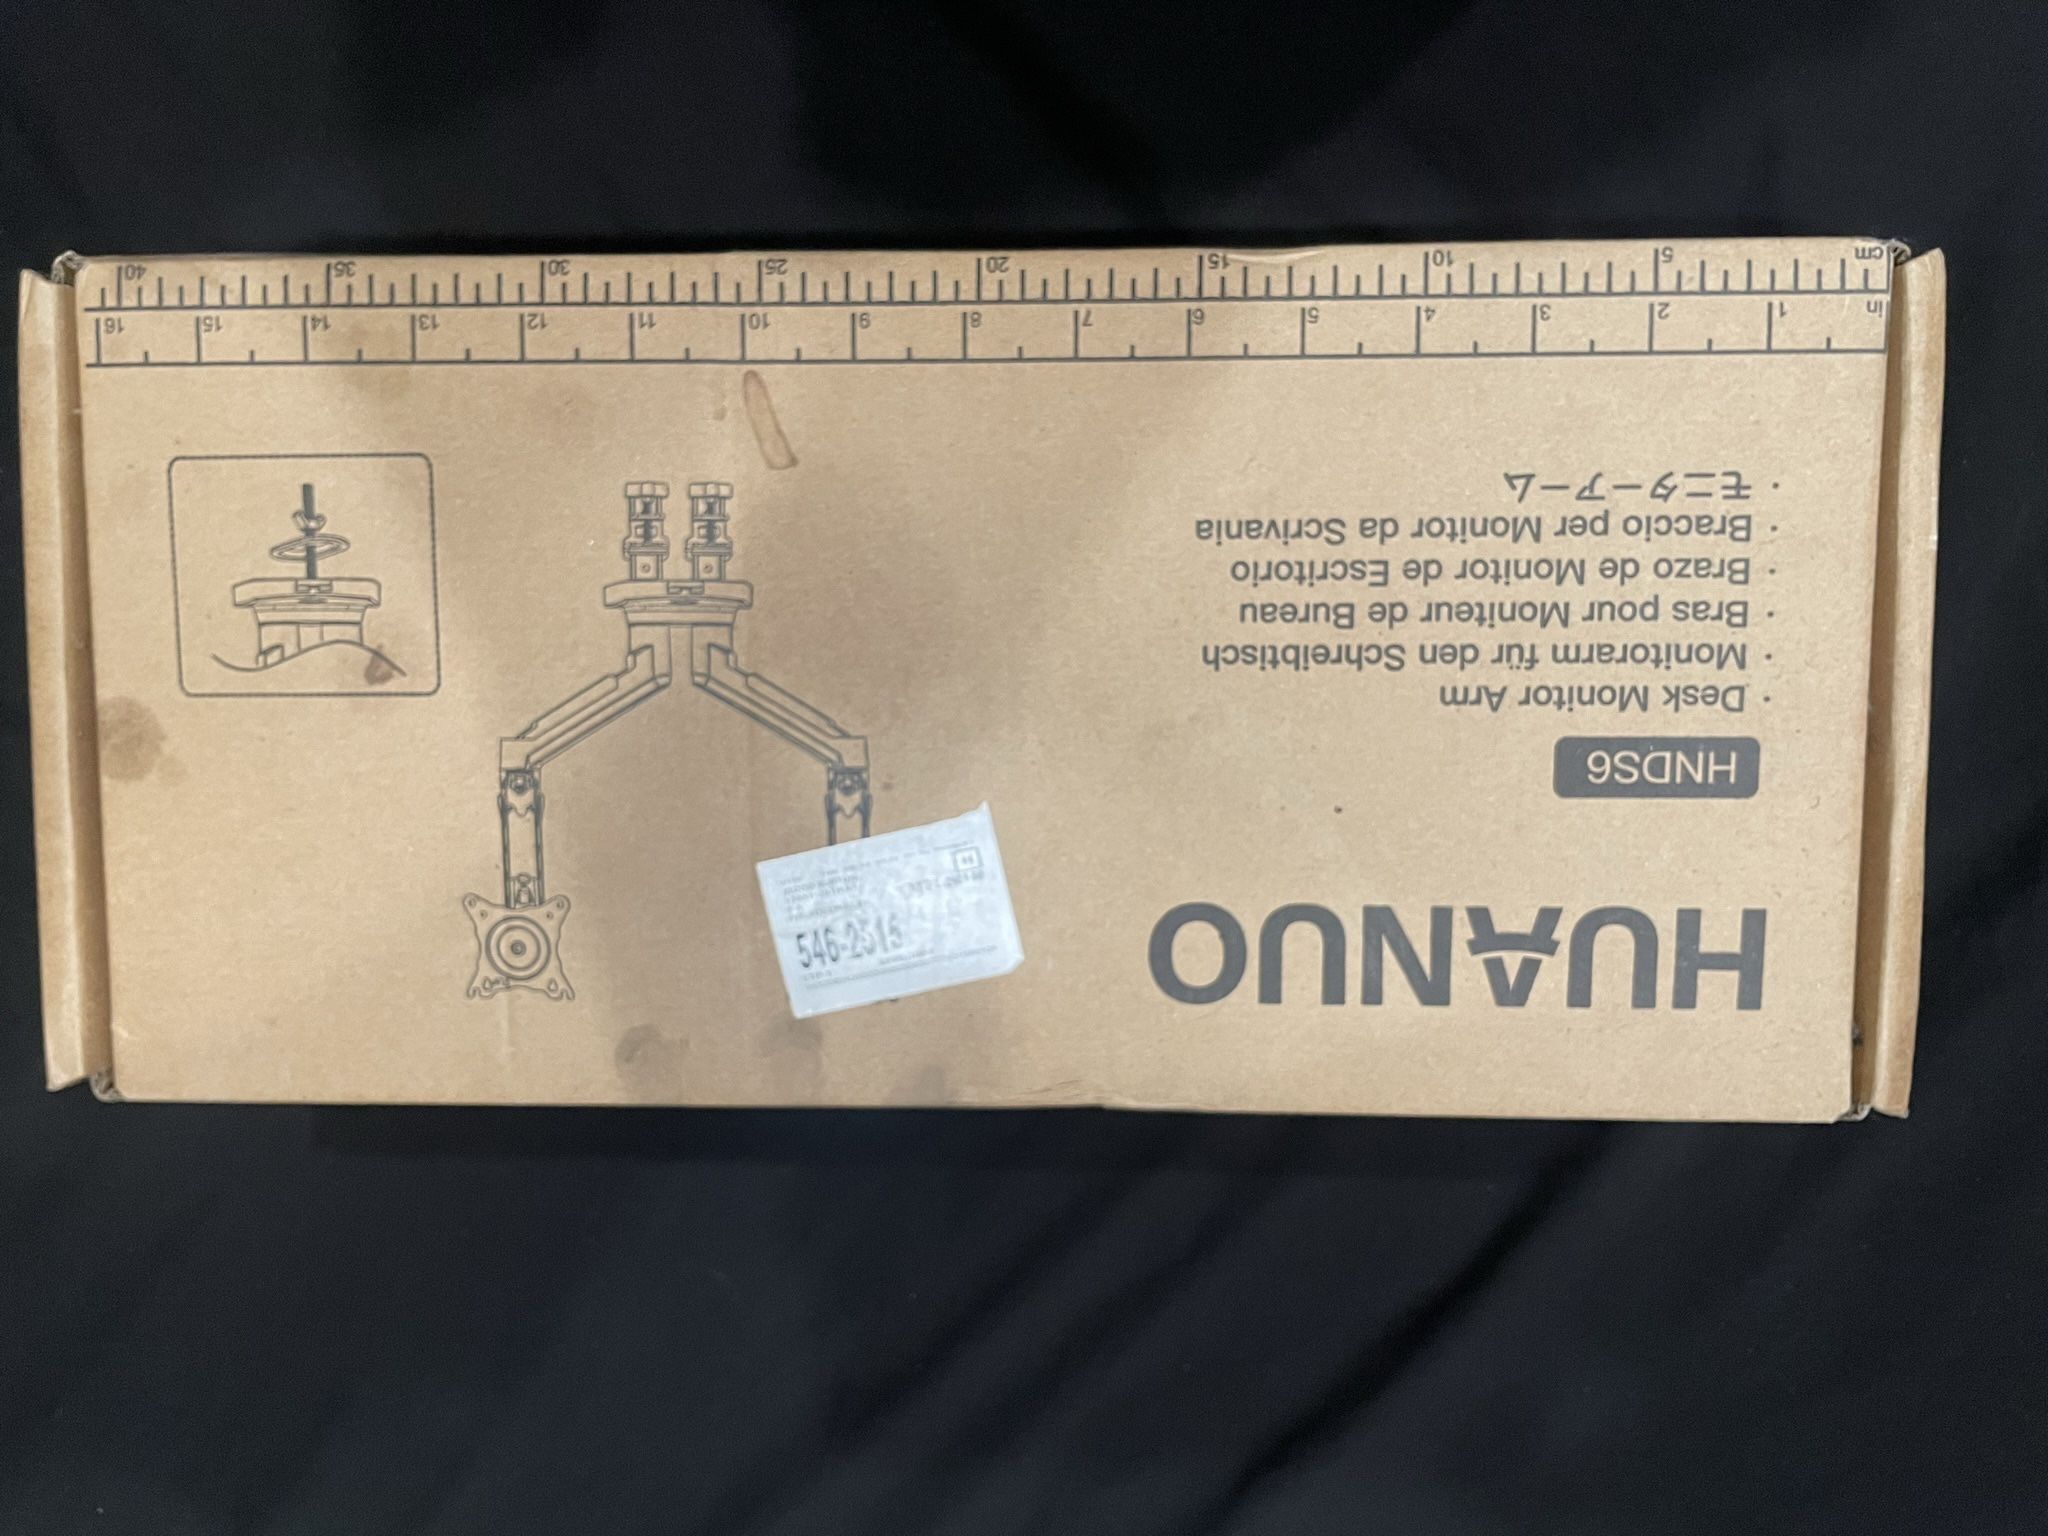 HUANUO
HNDS6
· Desk Monitor Arm
· Monitorarm für den Schreibtisch
· Bras pour Moniteur de Bureau
· Brazo de Monitor de Escritorio
· Braccio per Monitor da Scrivania
· モニターアーム
546-2515
in 1 2 3 4 5 6 7 8 9 10 11 12 13 14 15 16
cm 5 10 15 20 25 30 35 40